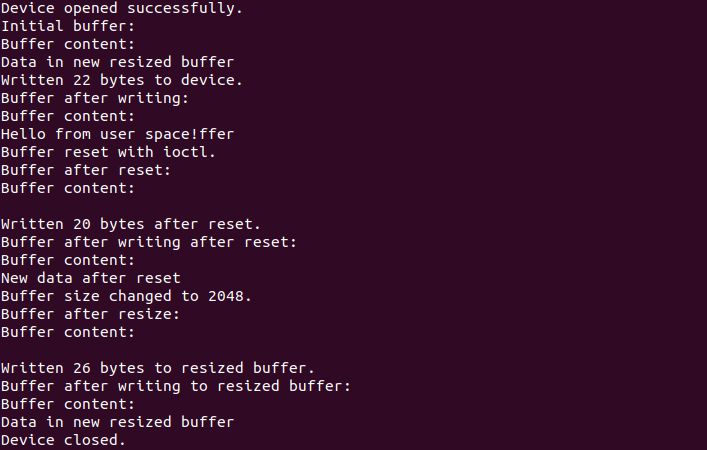 Device opened successfully.
Initial buffer:
Buffer content:
Data in new resized buffer
Written 22 bytes to device.
Buffer after writing:
Buffer content:
Hello from user space!ffer
Buffer reset with ioctl.
Buffer after reset:
Buffer content:
Written 20 bytes after reset.
Buffer after writing after reset:
Buffer content:
New data after reset
Buffer size changed to 2048.
Buffer after resize:
Buffer content:
Written 26 bytes to resized buffer.
Buffer after writing to resized buffer:
Buffer content:
Data in new resized buffer
Device closed.